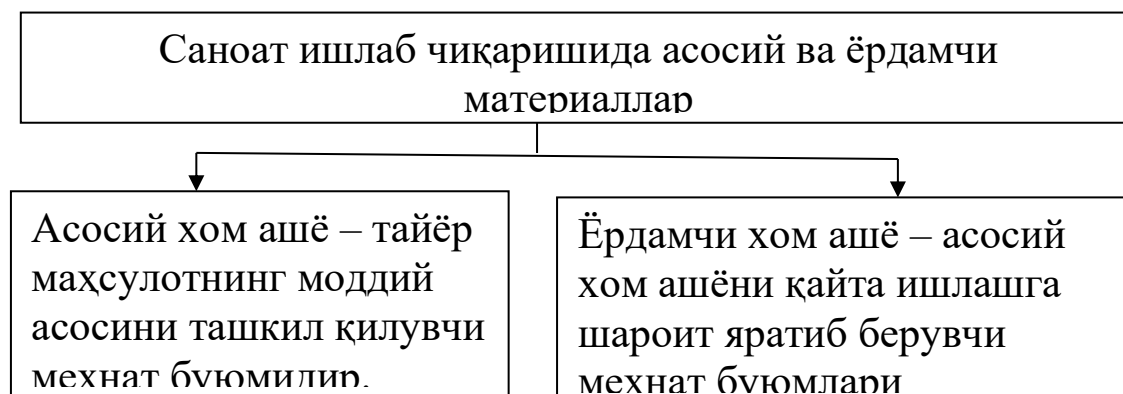 Саноат ишлаб чиқаришида асосий ва ёрдамчи
материаллар
Асосий хом ашё – тайёр
маҳсулотнинг моддий
асосини ташкил қилувчи
меҳнат буюмидир.
Ёрдамчи хом ашё – асосий
хом ашёни қайта ишлашга
шароит яратиб берувчи
меҳнат буюмлари